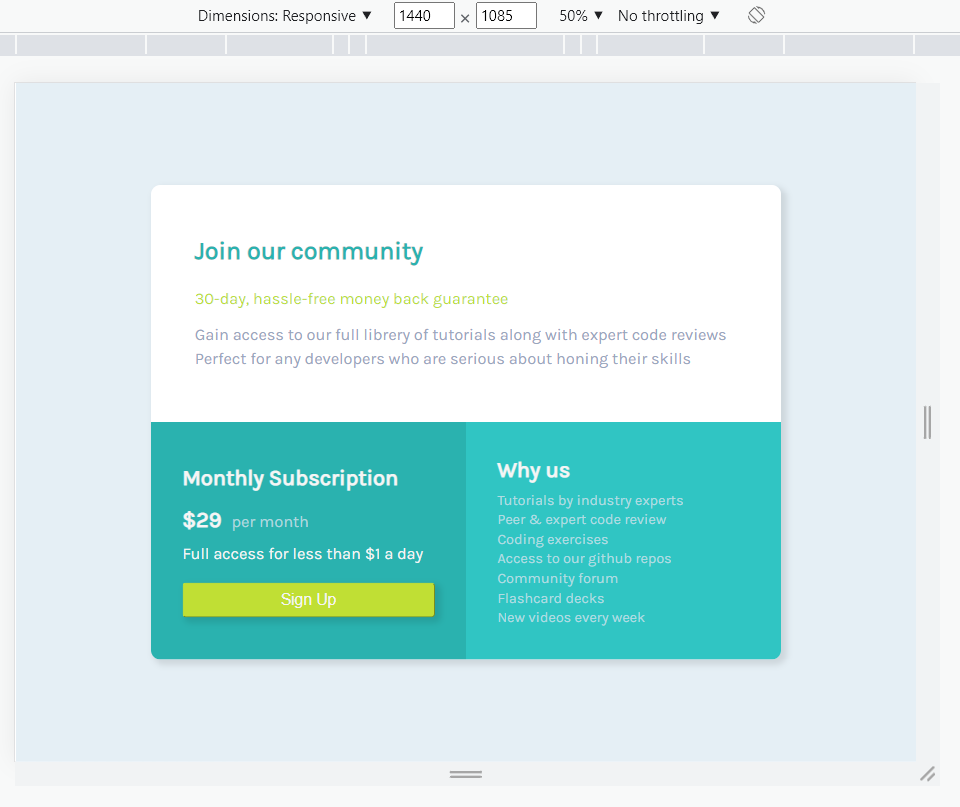 Dimensions: Responsive ▼ 1440 × 1085 50% ▼ No throttling ▼
Join our community
30-day, hassle-free money back guarantee
Gain access to our full librery of tutorials along with expert code reviews
Perfect for any developers who are serious about honing their skills
Monthly Subscription
$29 per month
Full access for less than $1 a day
Sign Up
Why us
Tutorials by industry experts
Peer & expert code review
Coding exercises
Access to our github repos
Community forum
Flashcard decks
New videos every week